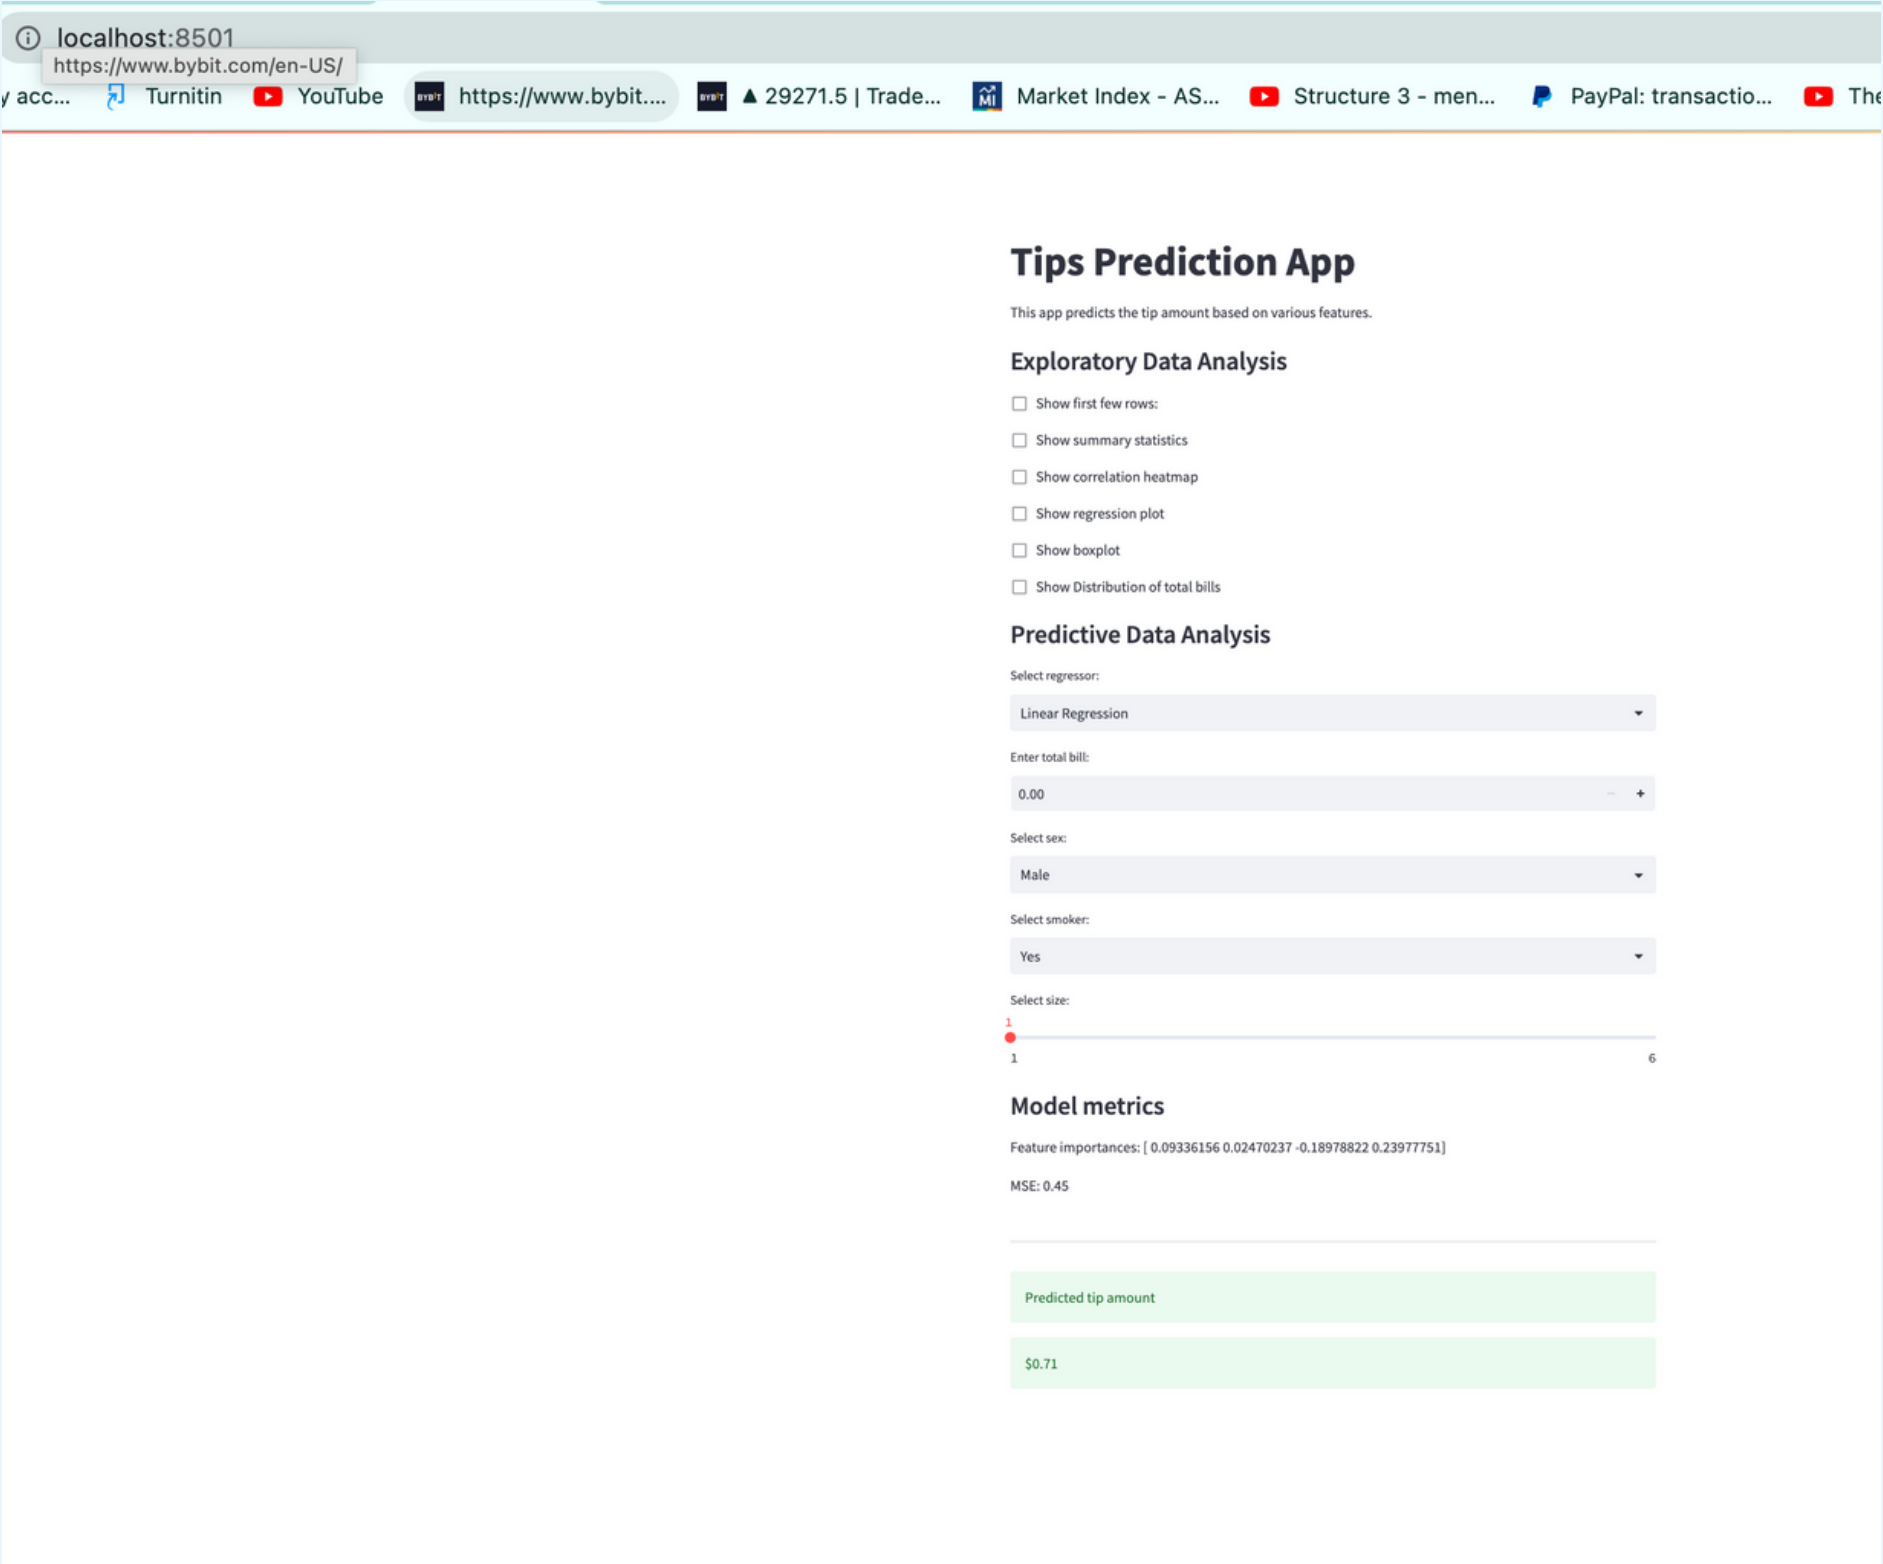 localhost:8501
https://www.bybit.com/en-US/
y acc... Turnitin YouTube BYBIT https://www.bybit.... BYBIT ▲ 29271.5 | Trade... MI Market Index - AS... Structure 3 - men... PayPal: transactio... The
Tips Prediction App
This app predicts the tip amount based on various features.
Exploratory Data Analysis
Show first few rows:
Show summary statistics
Show correlation heatmap
Show regression plot
Show boxplot
Show Distribution of total bills
Predictive Data Analysis
Select regressor:
Linear Regression
Enter total bill:
0.00 − +
Select sex:
Male
Select smoker:
Yes
Select size:
1
1 6
Model metrics
Feature importances: [ 0.09336156 0.02470237 -0.18978822 0.23977751]
MSE: 0.45
Predicted tip amount
$0.71